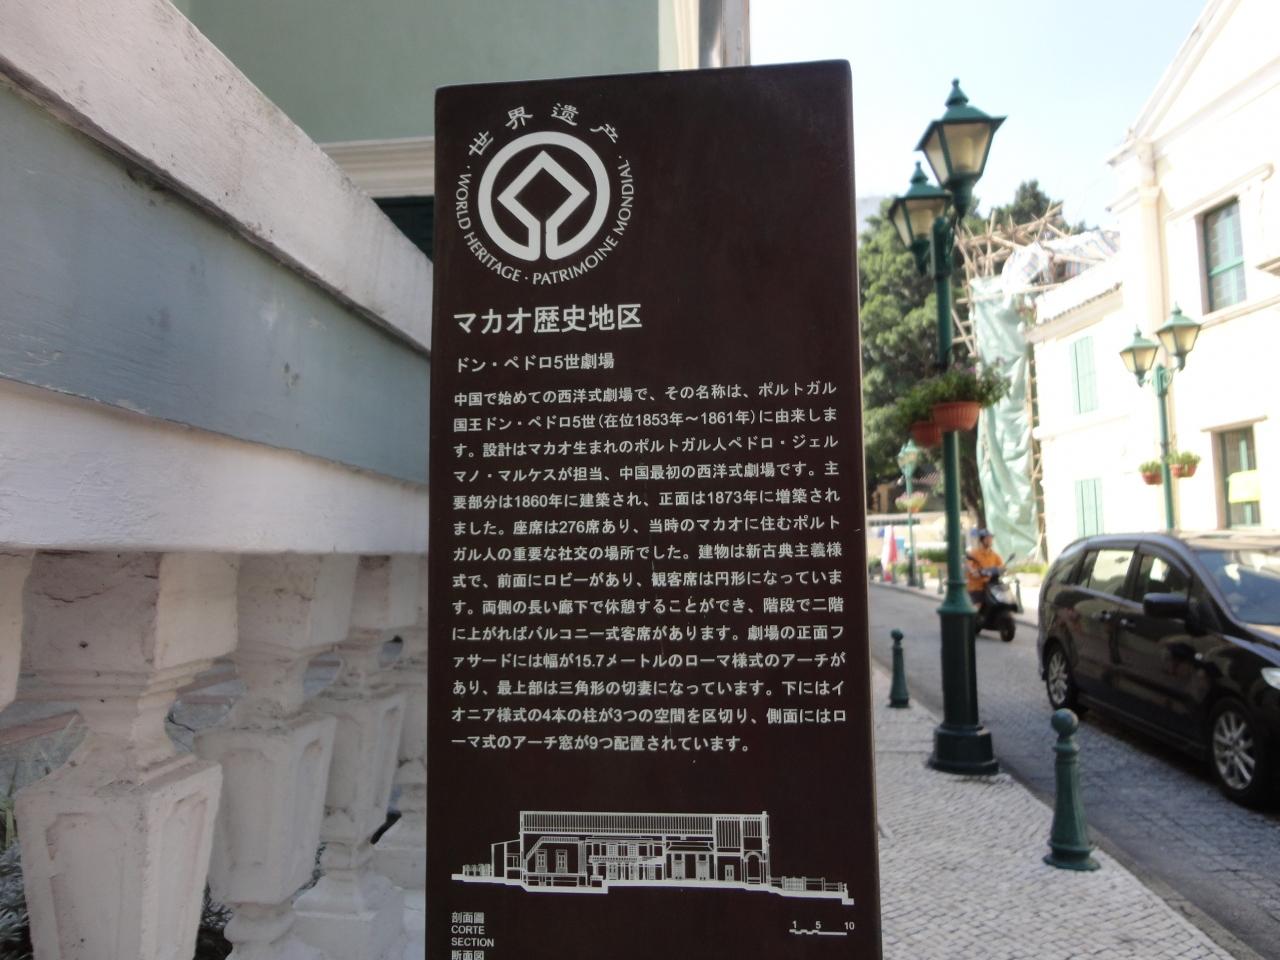 世界遗产
· WORLD HERITAGE · PATRIMOINE MONDIAL ·
マカオ歴史地区
ドン・ペドロ5世劇場
中国で始めての西洋式劇場で、その名称は、ポルトガル
国王ドン・ペドロ5世(在位1853年～1861年)に由来しま
す。設計はマカオ生まれのポルトガル人ペドロ・ジェル
マノ・マルケスが担当、中国最初の西洋式劇場です。主
要部分は1860年に建築され、正面は1873年に増築され
ました。座席は276席あり、当時のマカオに住むポルト
ガル人の重要な社交の場所でした。建物は新古典主義様
式で、前面にロビーがあり、観客席は円形になっていま
す。両側の長い廊下で休憩することができ、階段で二階
に上がればバルコニー式客席があります。劇場の正面フ
ァサードには幅が15.7メートルのローマ様式のアーチが
あり、最上部は三角形の切妻になっています。下にはイ
オニア様式の4本の柱が3つの空間を区切り、側面にはロ
ーマ式のアーチ窓が9つ配置されています。
剖面圖
CORTE
SECTION
断面図
1 5 10